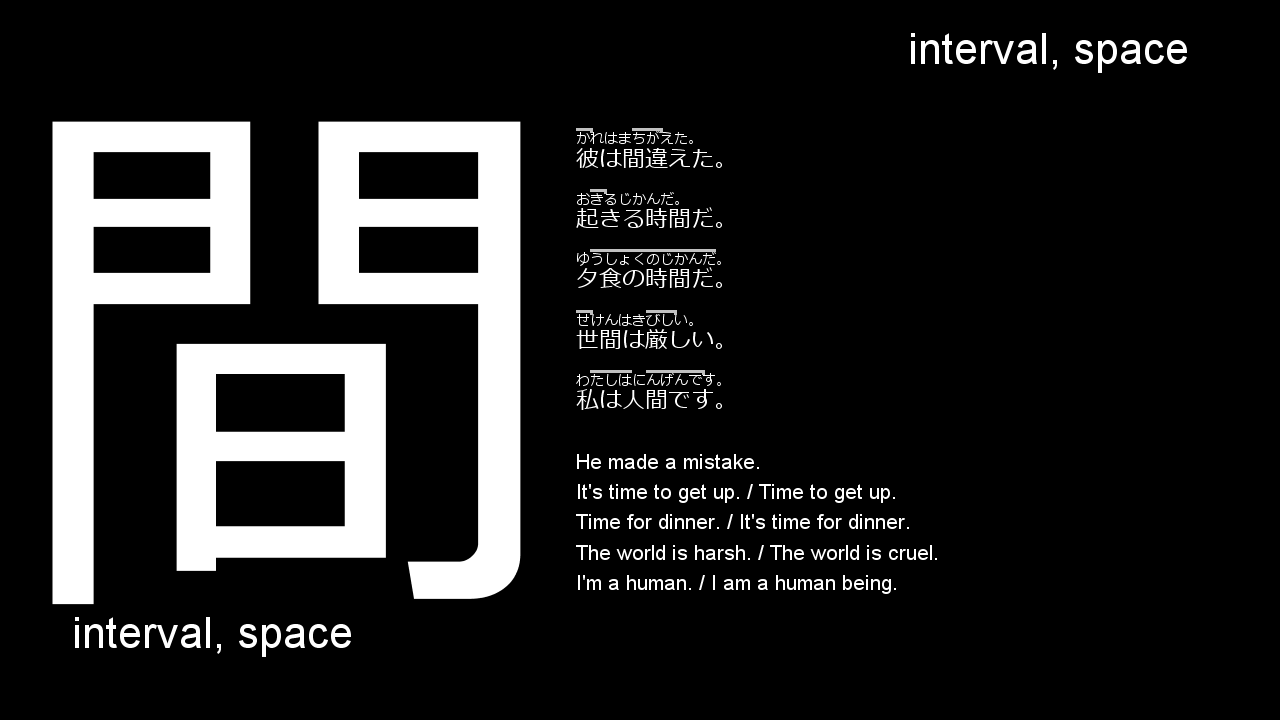 interval, space
間
かれはまちがえた。
彼は間違えた。
おきるじかんだ。
起きる時間だ。
ゆうしょくのじかんだ。
夕食の時間だ。
せけんはきびしい。
世間は厳しい。
わたしはにんげんです。
私は人間です。
He made a mistake.
It's time to get up. / Time to get up.
Time for dinner. / It's time for dinner.
The world is harsh. / The world is cruel.
I'm a human. / I am a human being.
interval, space